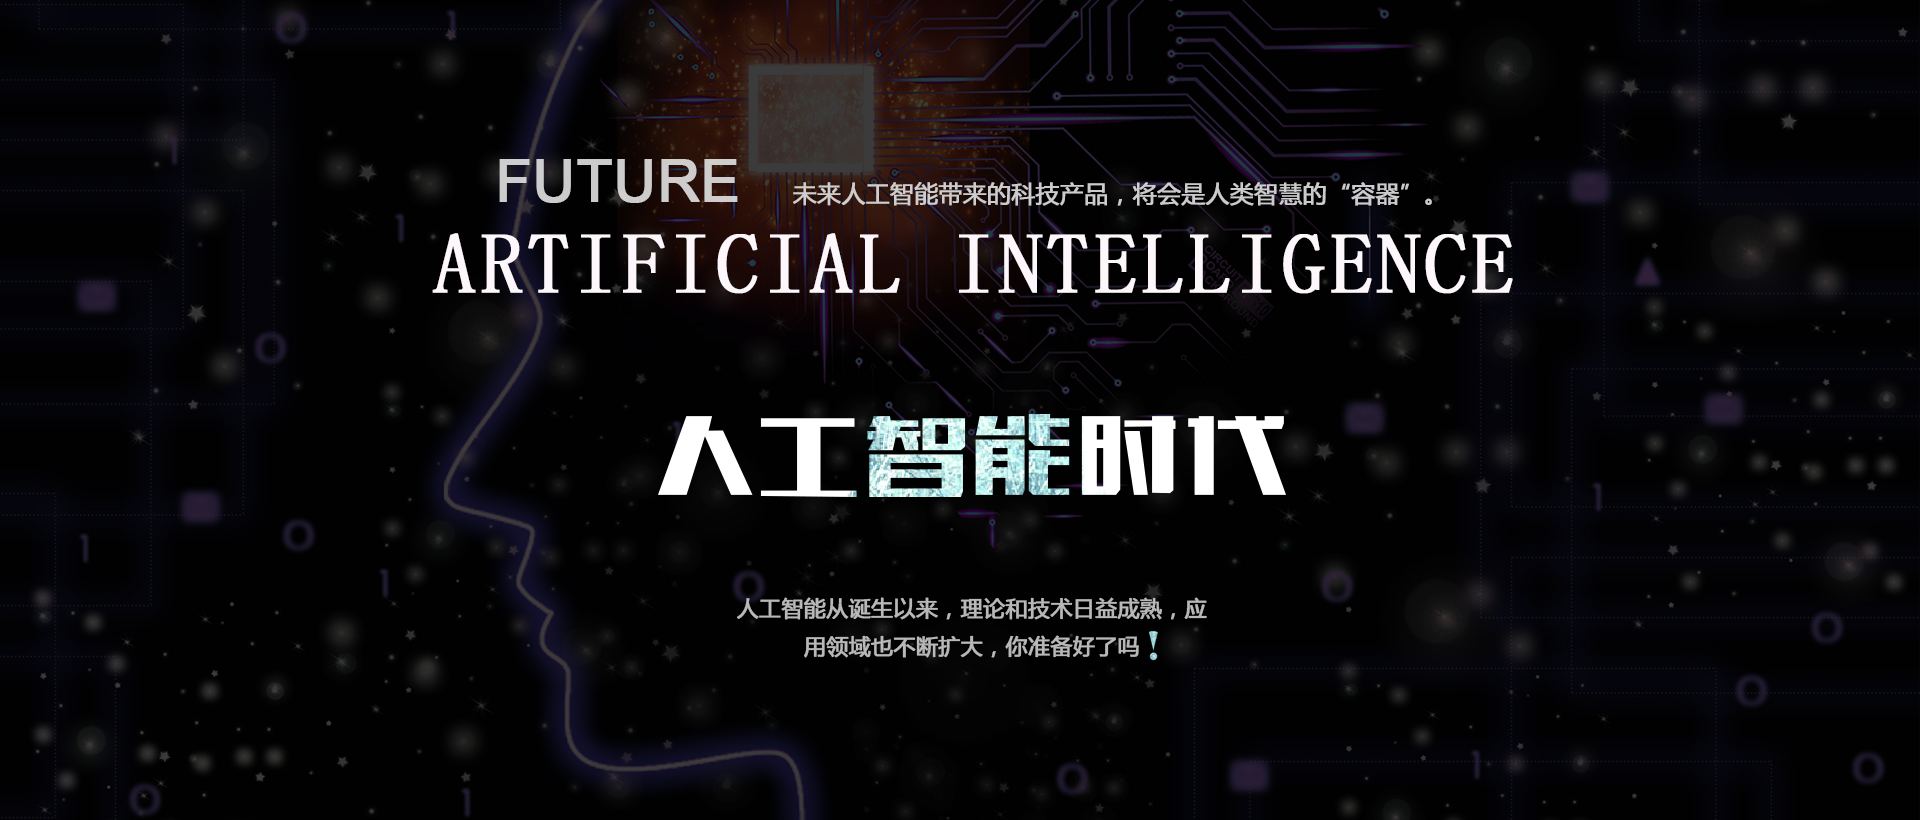 FUTURE
未来人工智能带来的科技产品，将会是人类智慧的“容器”。
ARTIFICIAL INTELLIGENCE
人工智能时代
人工智能从诞生以来，理论和技术日益成熟，应
用领域也不断扩大，你准备好了吗！